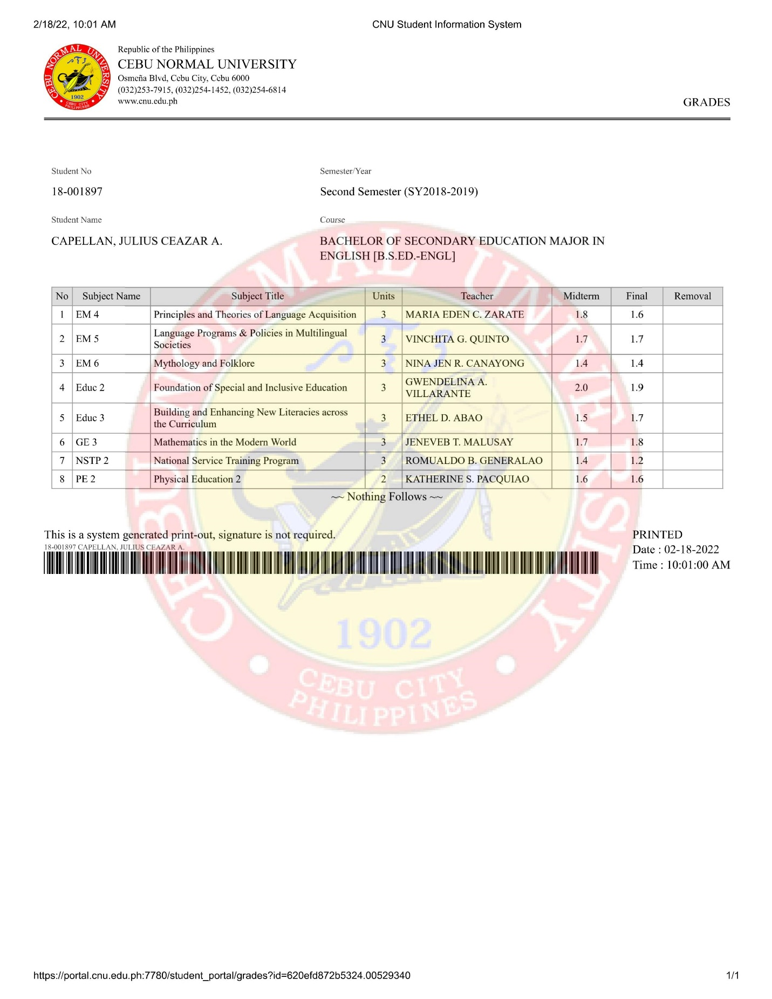 2/18/22, 10:01 AM CNU Student Information System
CEBU NORMAL UNIVERSITY
1902
CEBU CITY
PHILIPPINES
Republic of the Philippines
CEBU NORMAL UNIVERSITY
Osmeña Blvd, Cebu City, Cebu 6000
(032)253-7915, (032)254-1452, (032)254-6814
www.cnu.edu.ph
GRADES
Student No Semester/Year
18-001897 Second Semester (SY2018-2019)
Student Name Course
CAPELLAN, JULIUS CEAZAR A. BACHELOR OF SECONDARY EDUCATION MAJOR IN
ENGLISH [B.S.ED.-ENGL]
No Subject Name Subject Title Units Teacher Midterm Final Removal
1 EM 4 Principles and Theories of Language Acquisition 3 MARIA EDEN C. ZARATE 1.8 1.6
2 EM 5 Language Programs & Policies in Multilingual
Societies 3 VINCHITA G. QUINTO 1.7 1.7
3 EM 6 Mythology and Folklore 3 NINA JEN R. CANAYONG 1.4 1.4
4 Educ 2 Foundation of Special and Inclusive Education 3 GWENDELINA A.
VILLARANTE 2.0 1.9
5 Educ 3 Building and Enhancing New Literacies across
the Curriculum 3 ETHEL D. ABAO 1.5 1.7
6 GE 3 Mathematics in the Modern World 3 JENEVEB T. MALUSAY 1.7 1.8
7 NSTP 2 National Service Training Program 3 ROMUALDO B. GENERALAO 1.4 1.2
8 PE 2 Physical Education 2 2 KATHERINE S. PACQUIAO 1.6 1.6
~~ Nothing Follows ~~
This is a system generated print-out, signature is not required.
18-001897 CAPELLAN, JULIUS CEAZAR A.
PRINTED
Date : 02-18-2022
Time : 10:01:00 AM
CEBU NORMAL UNIVERSITY
1902
CEBU CITY
PHILIPPINES
https://portal.cnu.edu.ph:7780/student_portal/grades?id=620efd872b5324.00529340 1/1